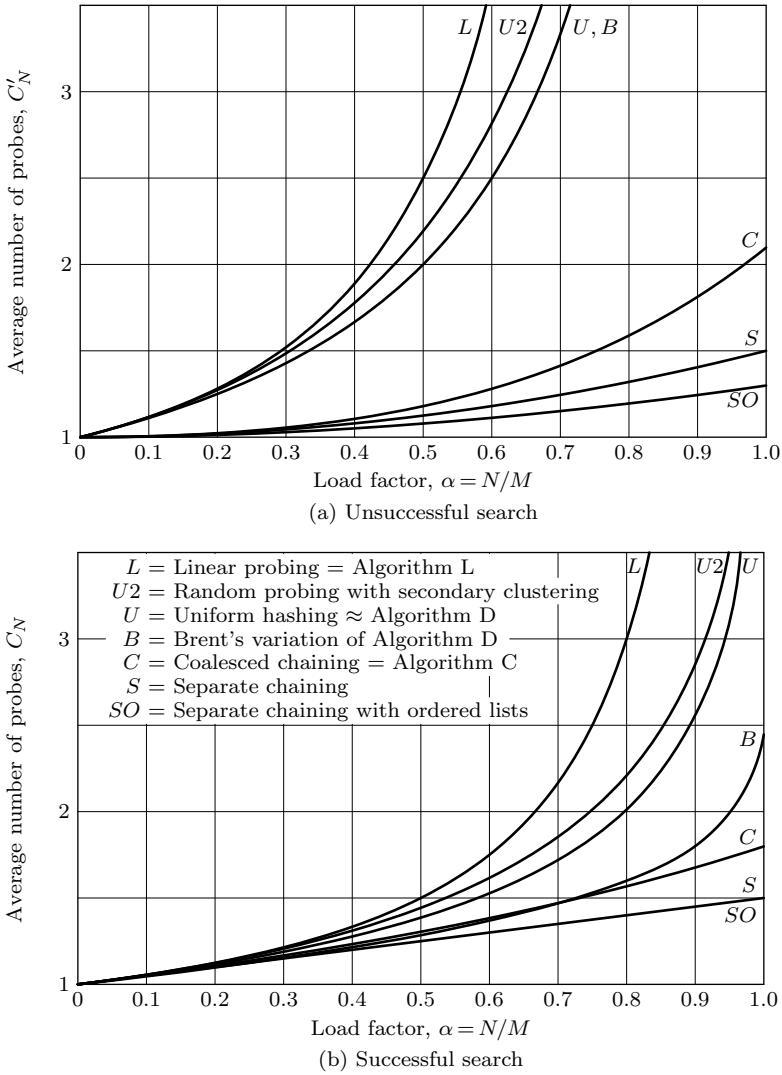 L U2 U, B
Average number of probes, C′N
3
2
1
C
S
SO
0 0.1 0.2 0.3 0.4 0.5 0.6 0.7 0.8 0.9 1.0
Load factor, α = N/M
(a) Unsuccessful search
L = Linear probing = Algorithm L
U2 = Random probing with secondary clustering
U = Uniform hashing ≈ Algorithm D
B = Brent's variation of Algorithm D
C = Coalesced chaining = Algorithm C
S = Separate chaining
SO = Separate chaining with ordered lists
L U2 U
Average number of probes, CN
3
2
1
B
C
S
SO
0 0.1 0.2 0.3 0.4 0.5 0.6 0.7 0.8 0.9 1.0
Load factor, α = N/M
(b) Successful search